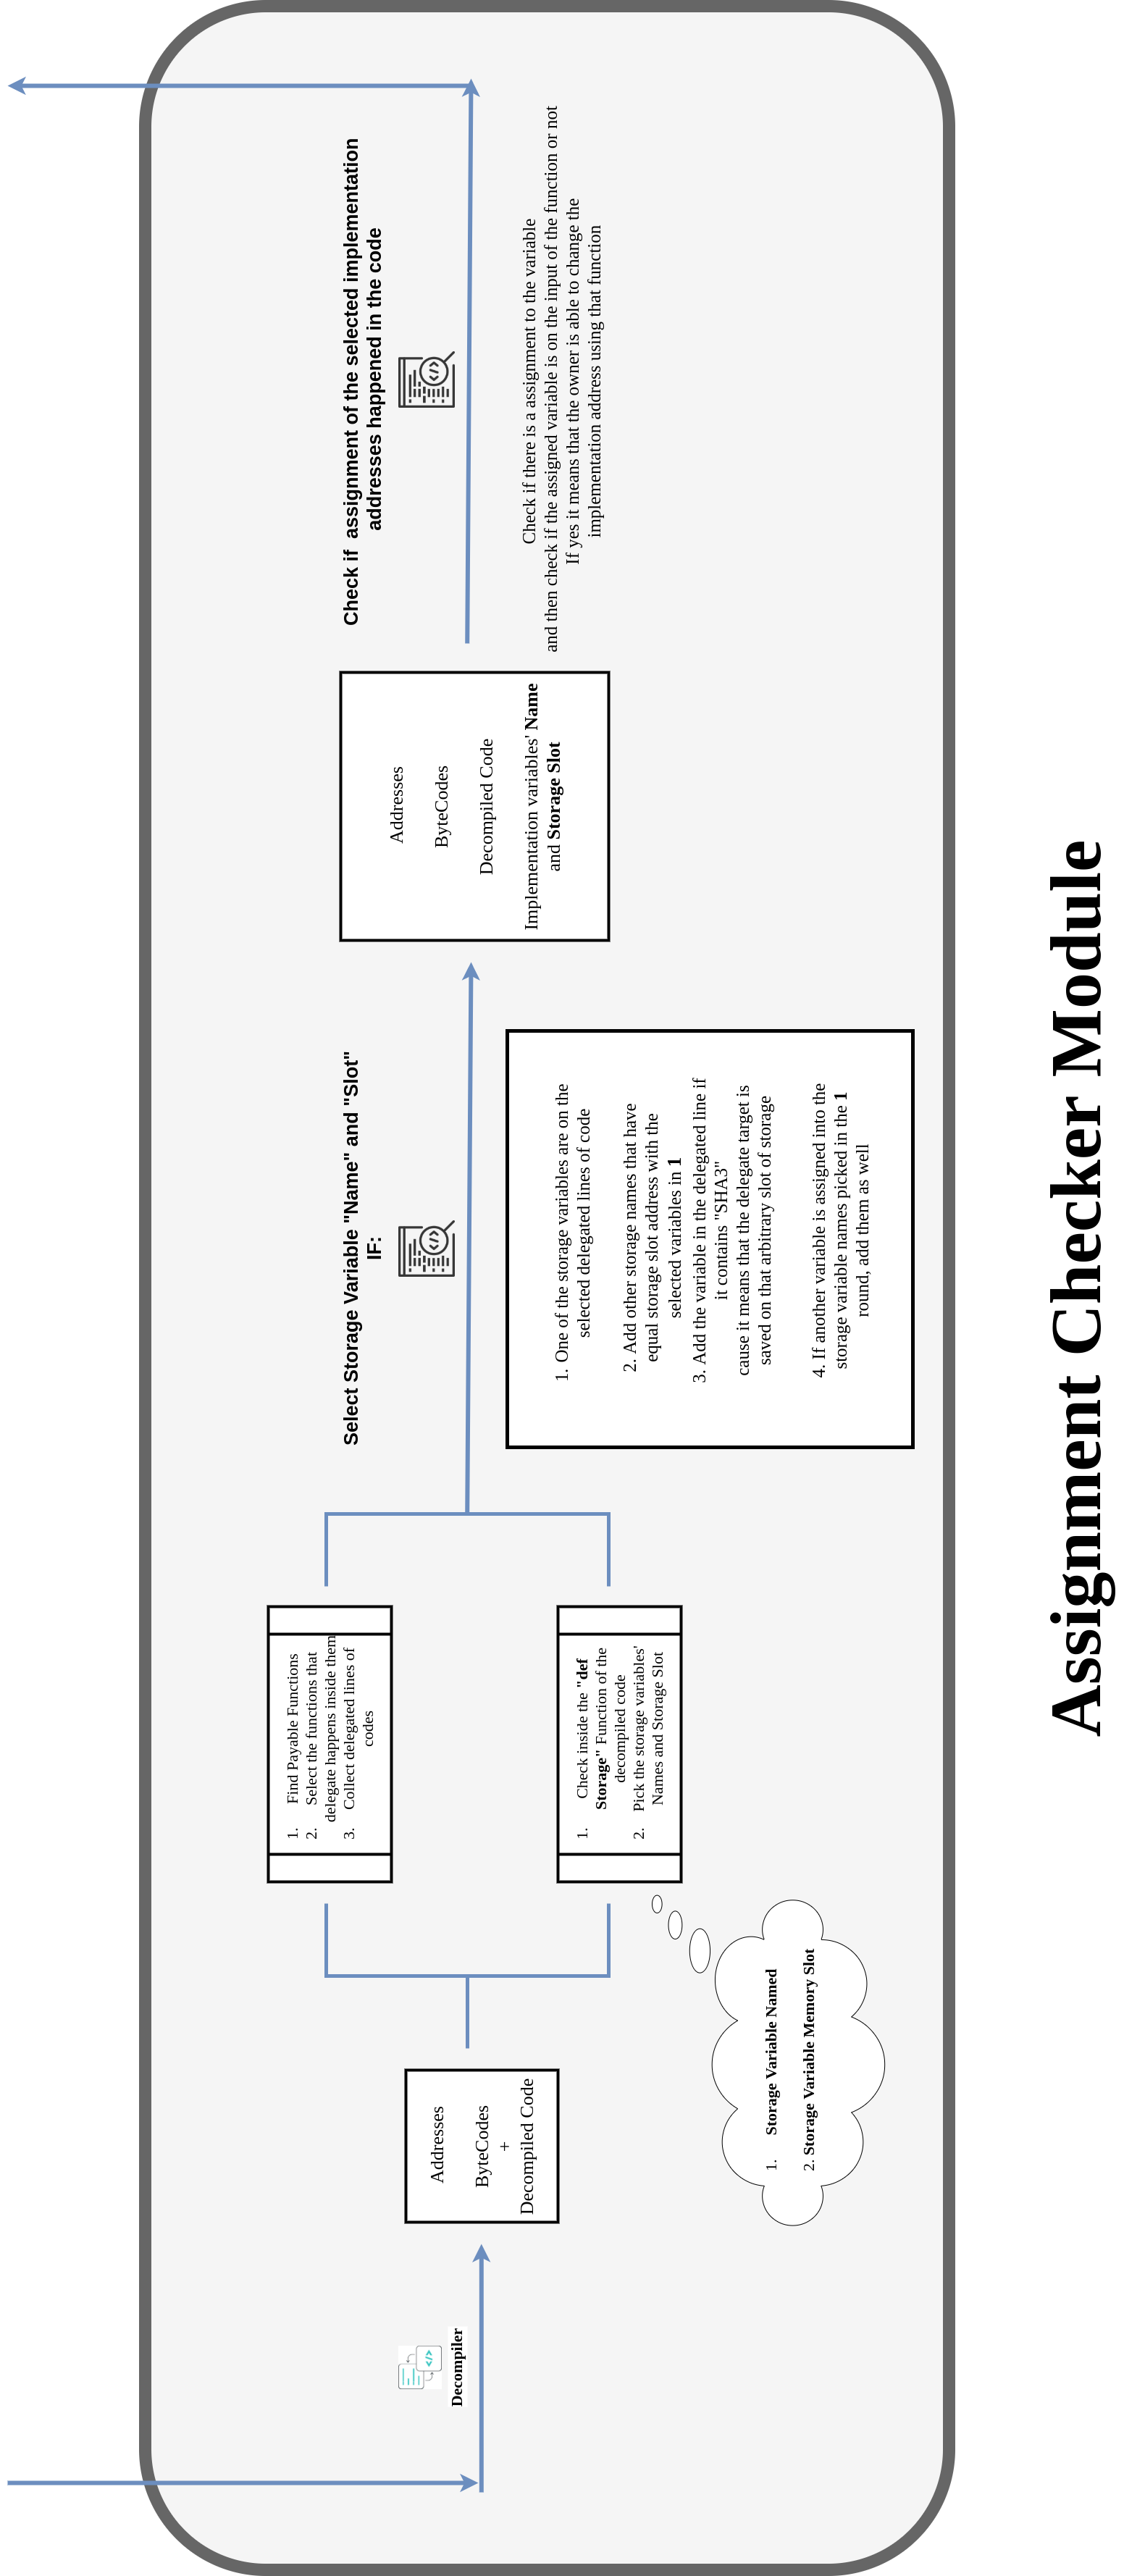 Decompiler
Addresses
ByteCodes
+
Decompiled Code
1. Find Payable Functions
2. Select the functions that
delegate happens inside them
3. Collect delegated lines of
codes
1. Check inside the "def
Storage" Function of the
decompiled code
2. Pick the storage variables'
Names and Storage Slot
1. Storage Variable Named
2. Storage Variable Memory Slot
Select Storage Variable "Name" and "Slot"
IF:
1. One of the storage variables are on the
selected delegated lines of code
2. Add other storage names that have
equal storage slot address with the
selected variables in 1
3. Add the variable in the delegated line if
it contains "SHA3"
cause it means that the delegate target is
saved on that arbitrary slot of storage
4. If another variable is assigned into the
storage variable names picked in the 1
round, add them as well
Addresses
ByteCodes
Decompiled Code
Implementation variables' Name
and Storage Slot
Check if assignment of the selected implementation
addresses happened in the code
Check if there is a assignment to the variable
and then check if the assigned variable is on the input of the function or not
If yes it means that the owner is able to change the
implementation address using that function
Assignment Checker Module